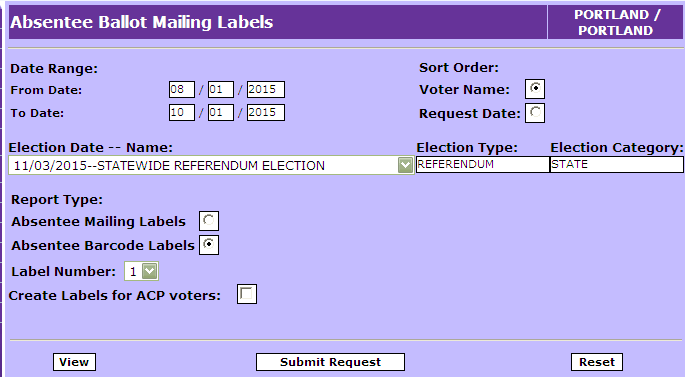 Absentee Ballot Mailing Labels
PORTLAND /
PORTLAND
Date Range:
Sort Order:
From Date: 08 / 01 / 2015
Voter Name:
To Date: 10 / 01 / 2015
Request Date:
Election Date -- Name: Election Type: Election Category:
11/03/2015--STATEWIDE REFERENDUM ELECTION REFERENDUM STATE
Report Type:
Absentee Mailing Labels
Absentee Barcode Labels
Label Number: 1
Create Labels for ACP voters:
View Submit Request Reset